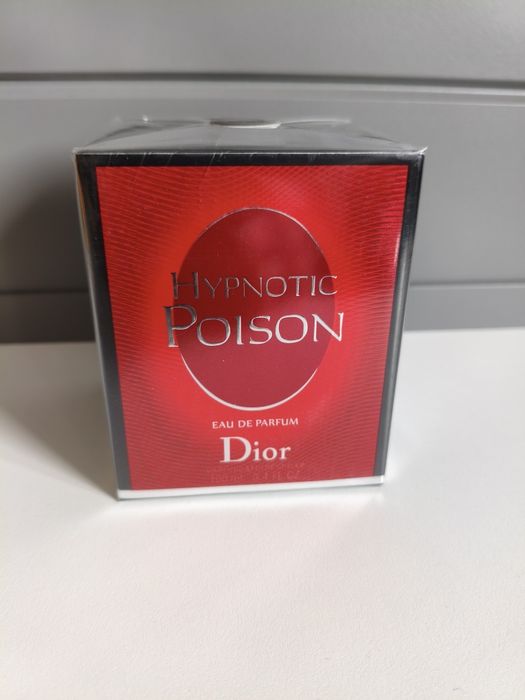 HYPNOTIC
POISON
EAU DE PARFUM
Dior